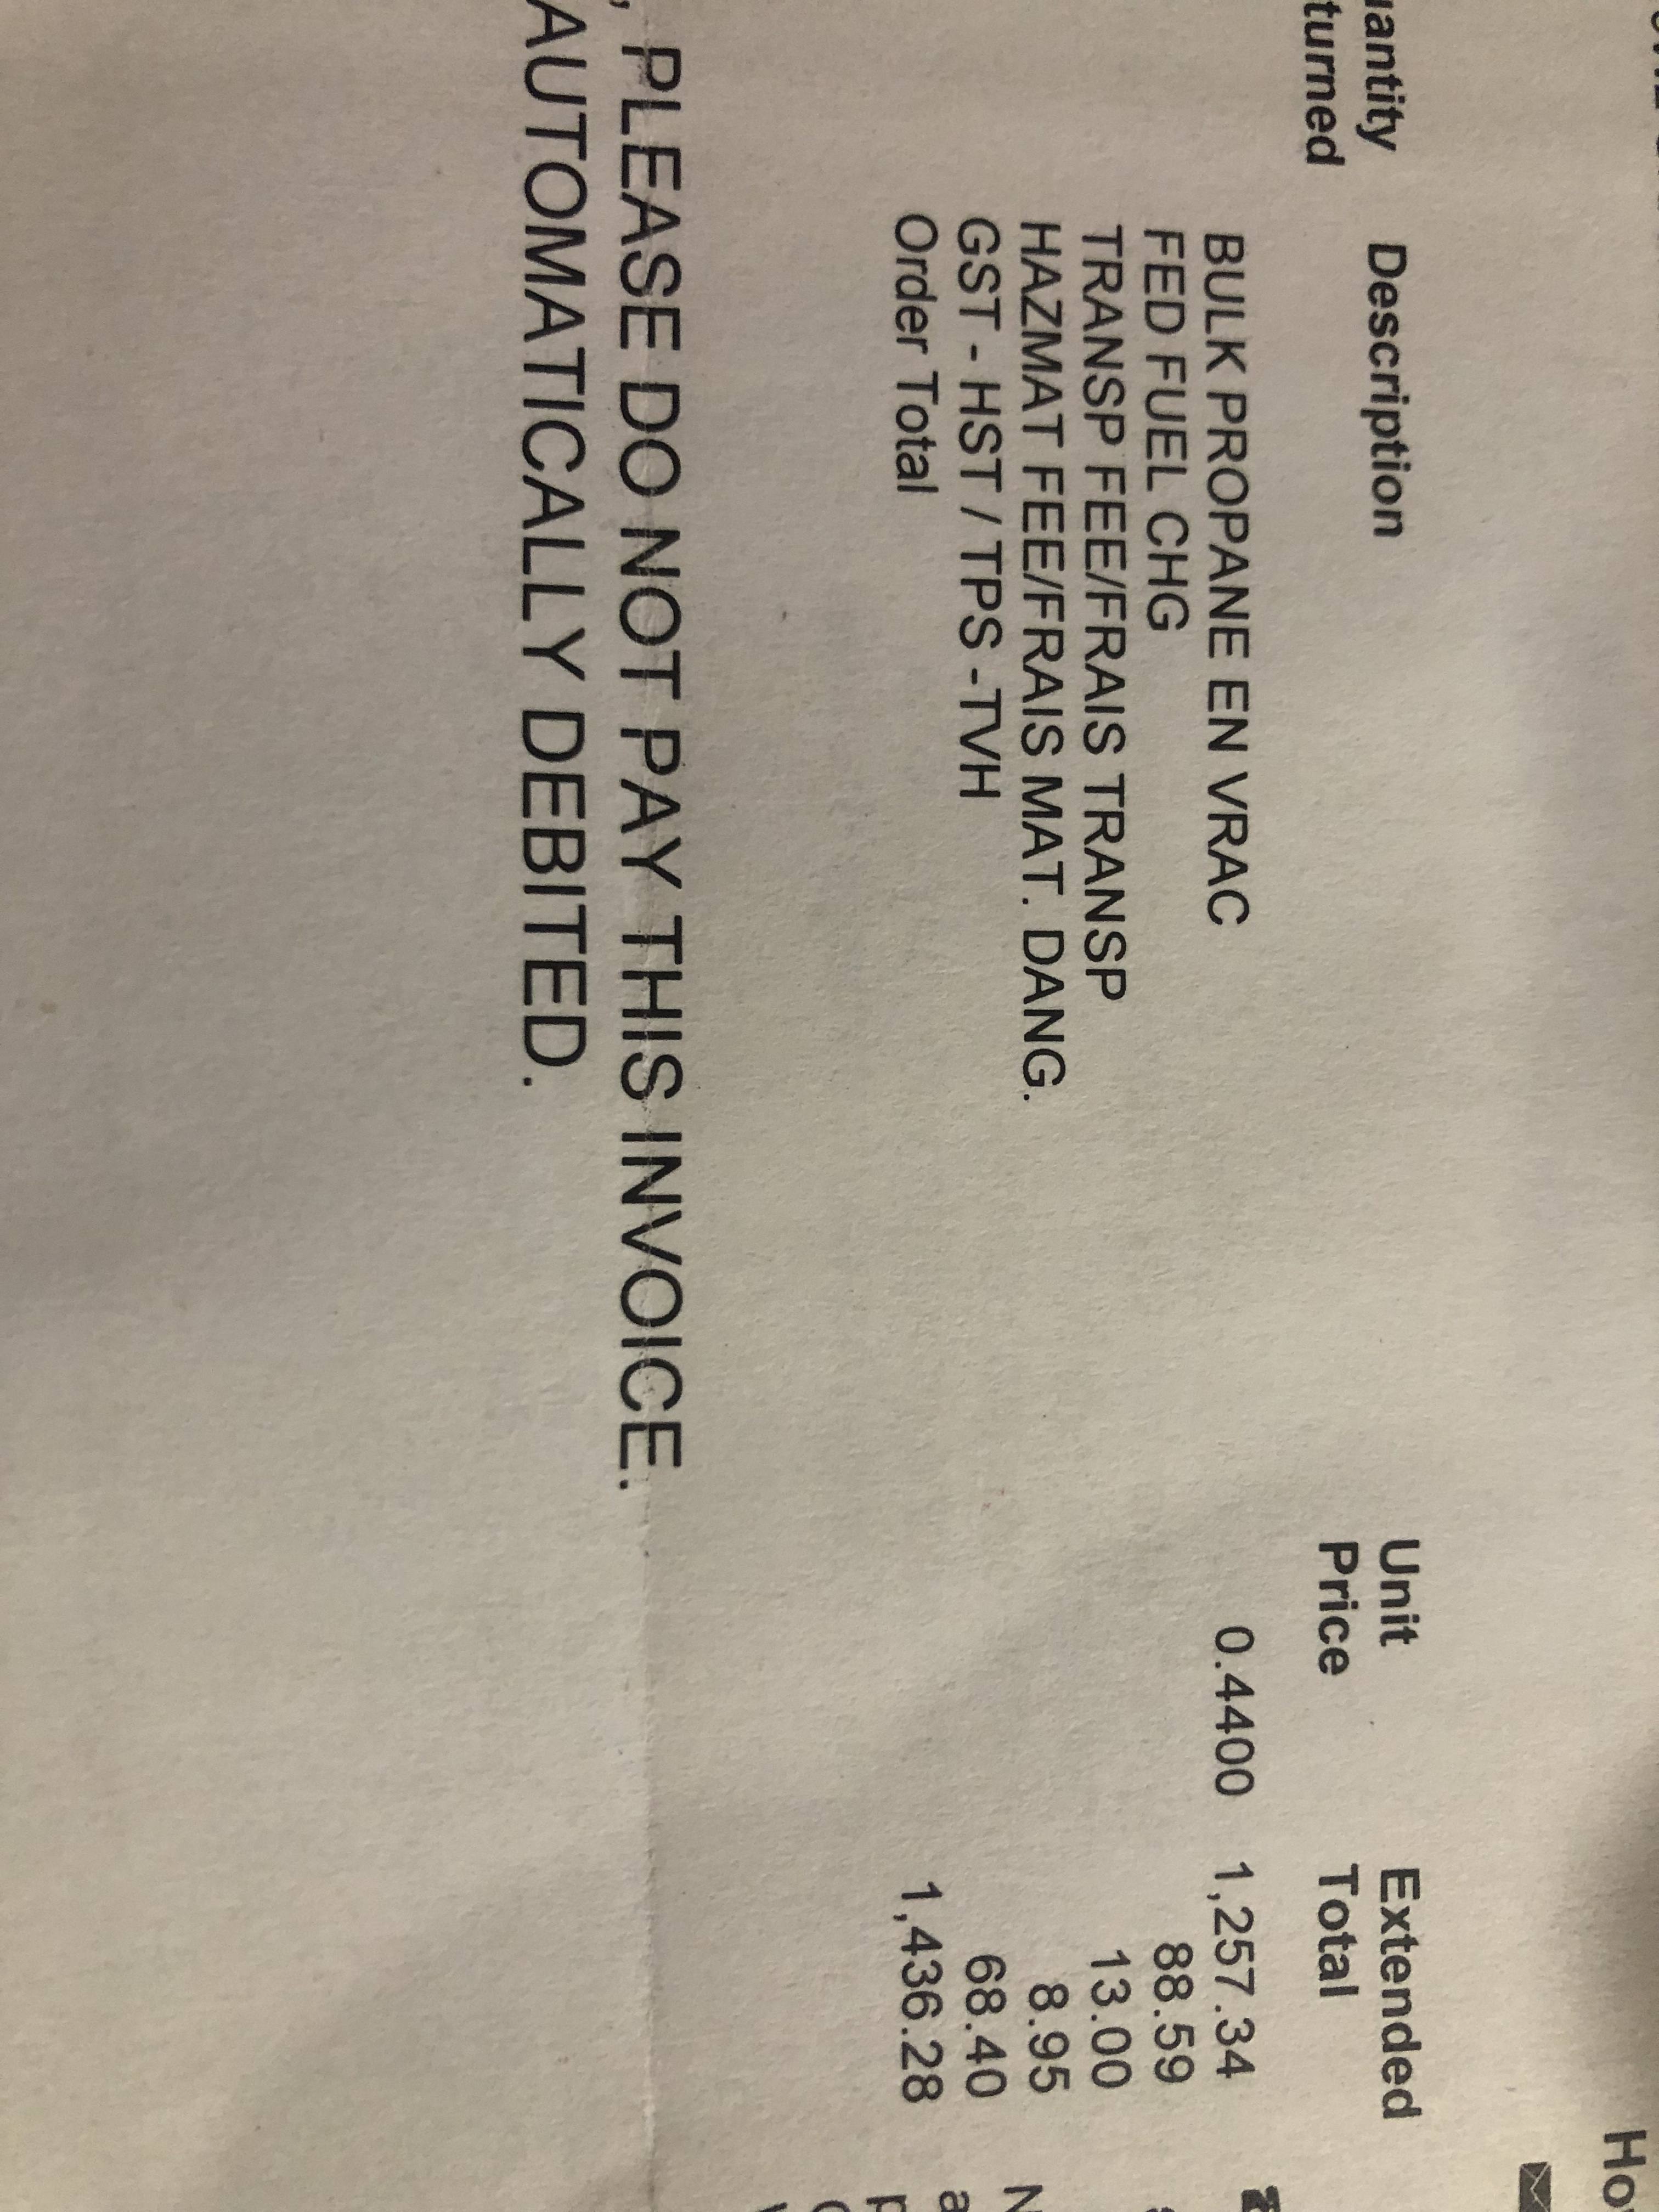 Description Unit Extended
turned Price Total
BULK PROPANE EN VRAC 0.4400 1,257.34
FED FUEL CHG 88.59
TRANSP FEE/FRAIS TRANSP 13.00
HAZMAT FEE/FRAIS MAT. DANG. 8.95
GST - HST / TPS -TVH 68.40
Order Total 1,436.28
, PLEASE DO NOT PAY THIS INVOICE.
AUTOMATICALLY DEBITED.